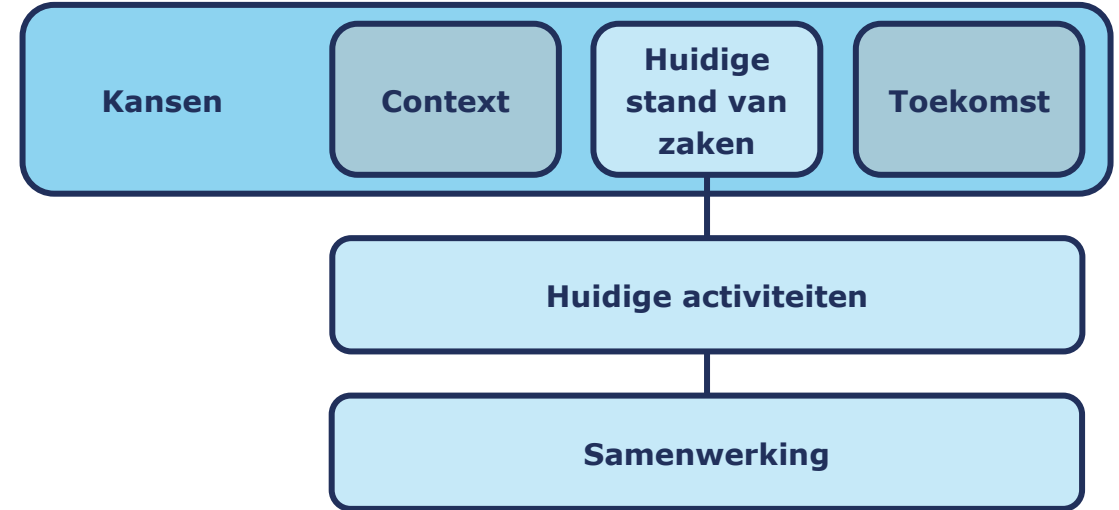 Kansen
Context
Huidige
stand van
zaken
Toekomst
Huidige activiteiten
Samenwerking